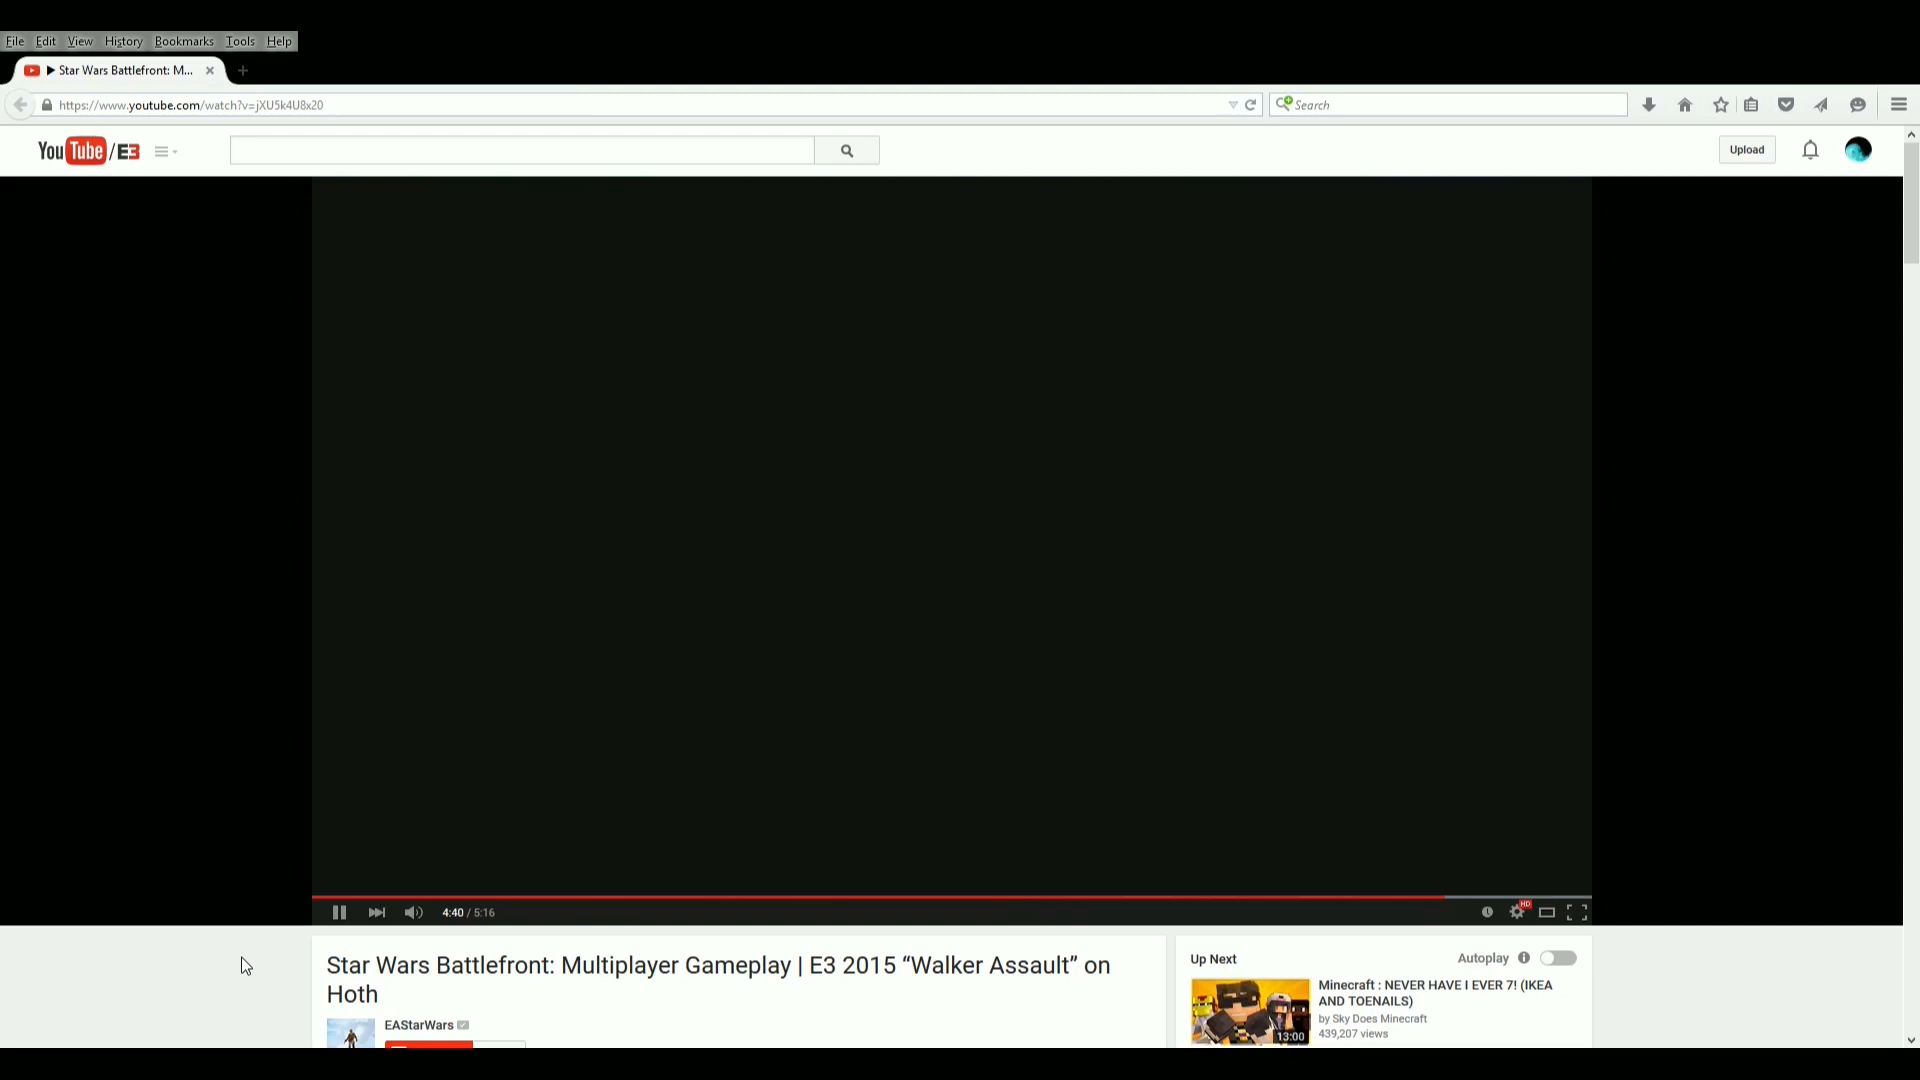 File Edit View History Bookmarks Tools Help
▶ Star Wars Battlefront: M...
https://www.youtube.com/watch?v=jXU5k4U8x20
Search
YouTube /E3
Upload
4:40 / 5:16
HD
Star Wars Battlefront: Multiplayer Gameplay | E3 2015 “Walker Assault” on
Hoth
EAStarWars
Up Next
Autoplay
Minecraft : NEVER HAVE I EVER 7! (IKEA
AND TOENAILS)
by Sky Does Minecraft
439,207 views
13:00